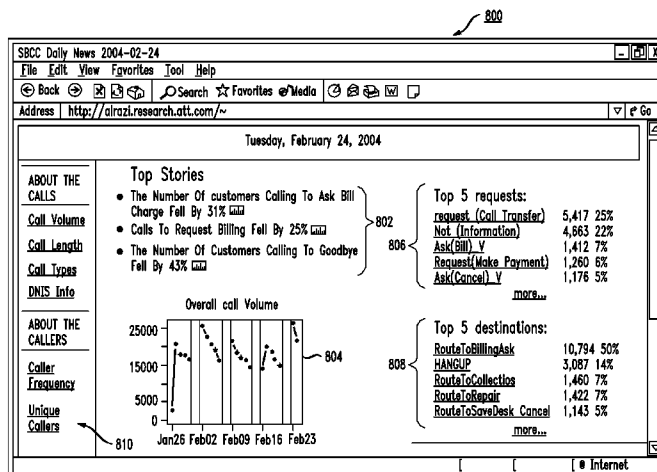 800
SBCC Daily News 2004-02-24
File Edit View Favorites Tool Help
Back Search Favorites Media W
Address http://alrazi.research.att.com/~ Go
Tuesday, February 24, 2004
ABOUT THE
CALLS
Call Volume
Call Length
Call Types
DNIS Info
ABOUT THE
CALLERS
Caller
Frequency
Unique
Callers
810
Top Stories
• The Number Of customers Calling To Ask Bill
Charge Fell By 31%
• Calls To Request Billing Fell By 25%
• The Number Of Customers Calling To Goodbye
Fell By 43%
802
Overall call Volume
25000
15000
5000
0
Jan26 Feb02 Feb09 Feb16 Feb23
804
806
Top 5 requests:
request (Call Transfer) 5,417 25%
Not (Information) 4,663 22%
Ask(Bill) V 1,412 7%
Request(Make Payment) 1,260 6%
Ask(Cancel) V 1,176 5%
more...
808
Top 5 destinations:
RouteToBillingAsk 10,794 50%
HANGUP 3,087 14%
RouteToCollectios 1,460 7%
RouteToRepair 1,422 7%
RouteToSaveDesk Cancel 1,143 5%
more...
Internet